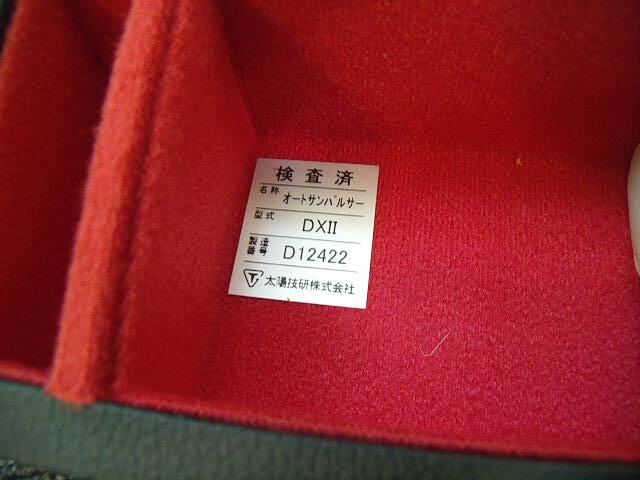 検査済
名称 オートサンパルサー
型式 DXII
製造番号 D12422
太陽技研株式会社